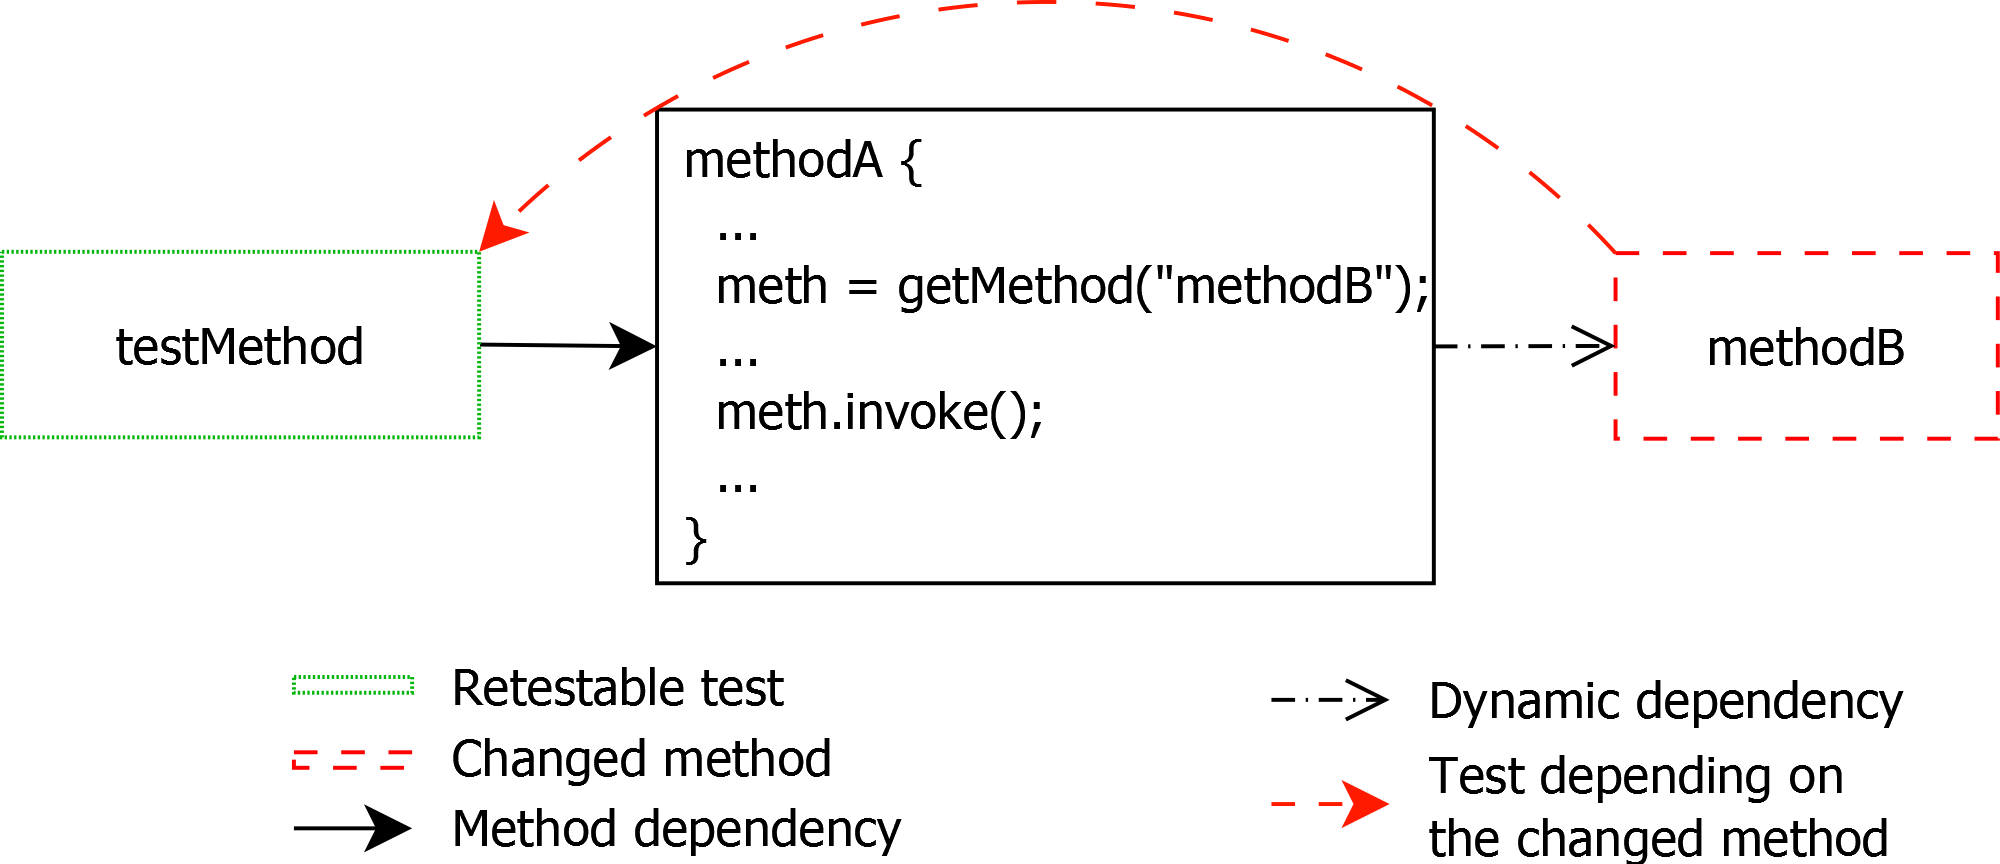 methodA {
...
meth = getMethod("methodB");
...
meth.invoke();
...
}
testMethod
methodB
Retestable test
Changed method
Method dependency
Dynamic dependency
Test depending on
the changed method